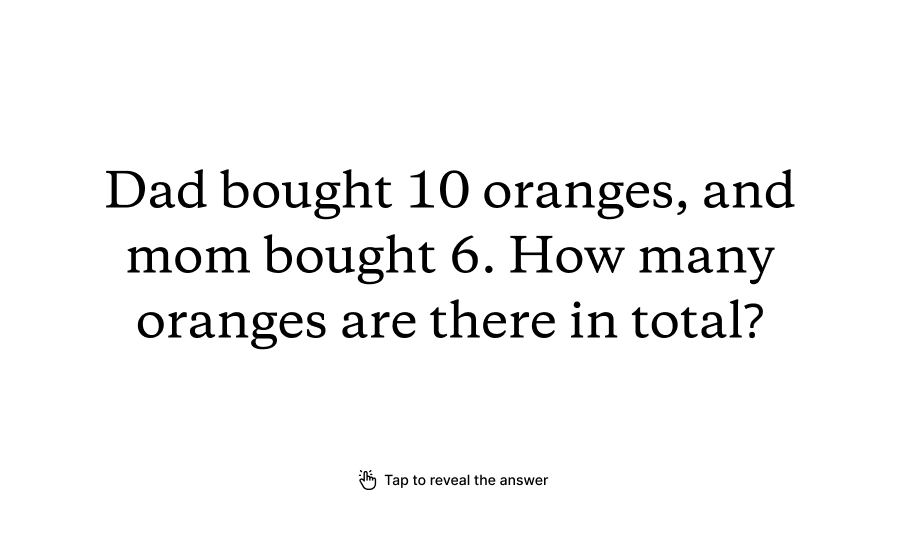 Dad bought 10 oranges, and
mom bought 6. How many
oranges are there in total?
Tap to reveal the answer